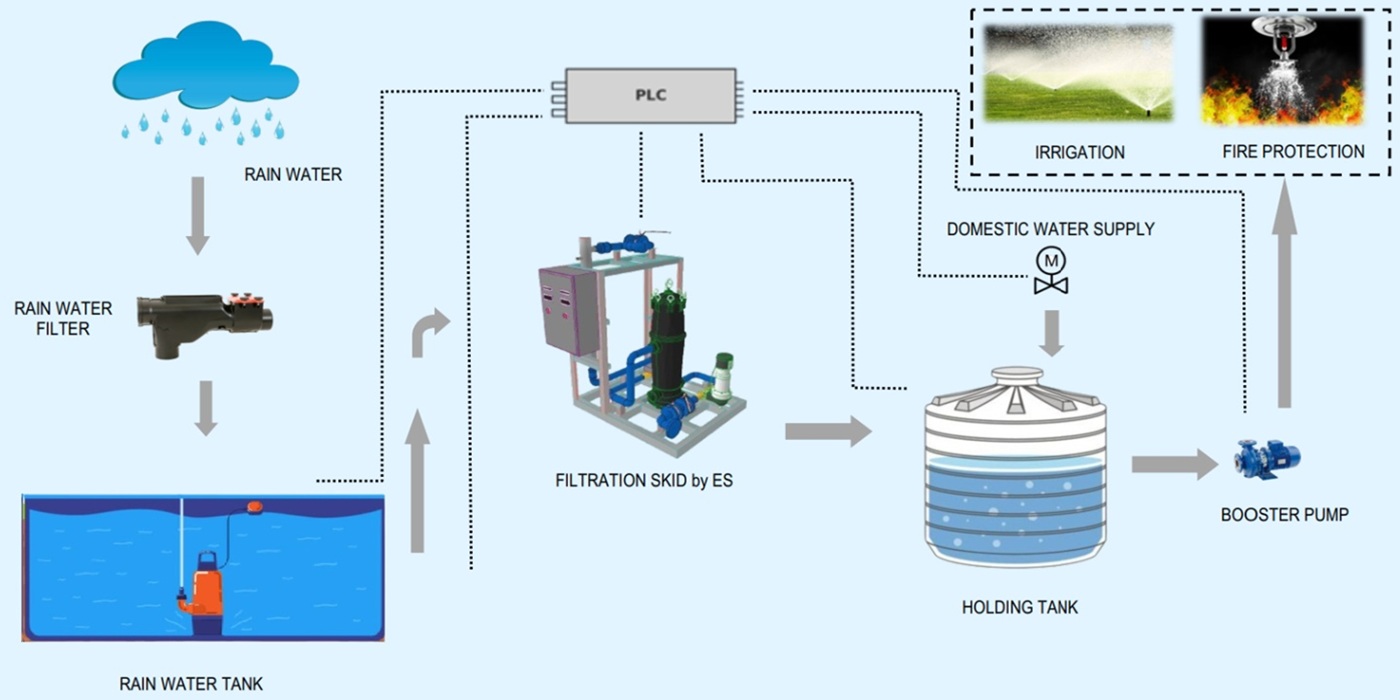 PLC
IRRIGATION
FIRE PROTECTION
RAIN WATER
DOMESTIC WATER SUPPLY
M
RAIN WATER
FILTER
FILTRATION SKID by ES
BOOSTER PUMP
HOLDING TANK
RAIN WATER TANK